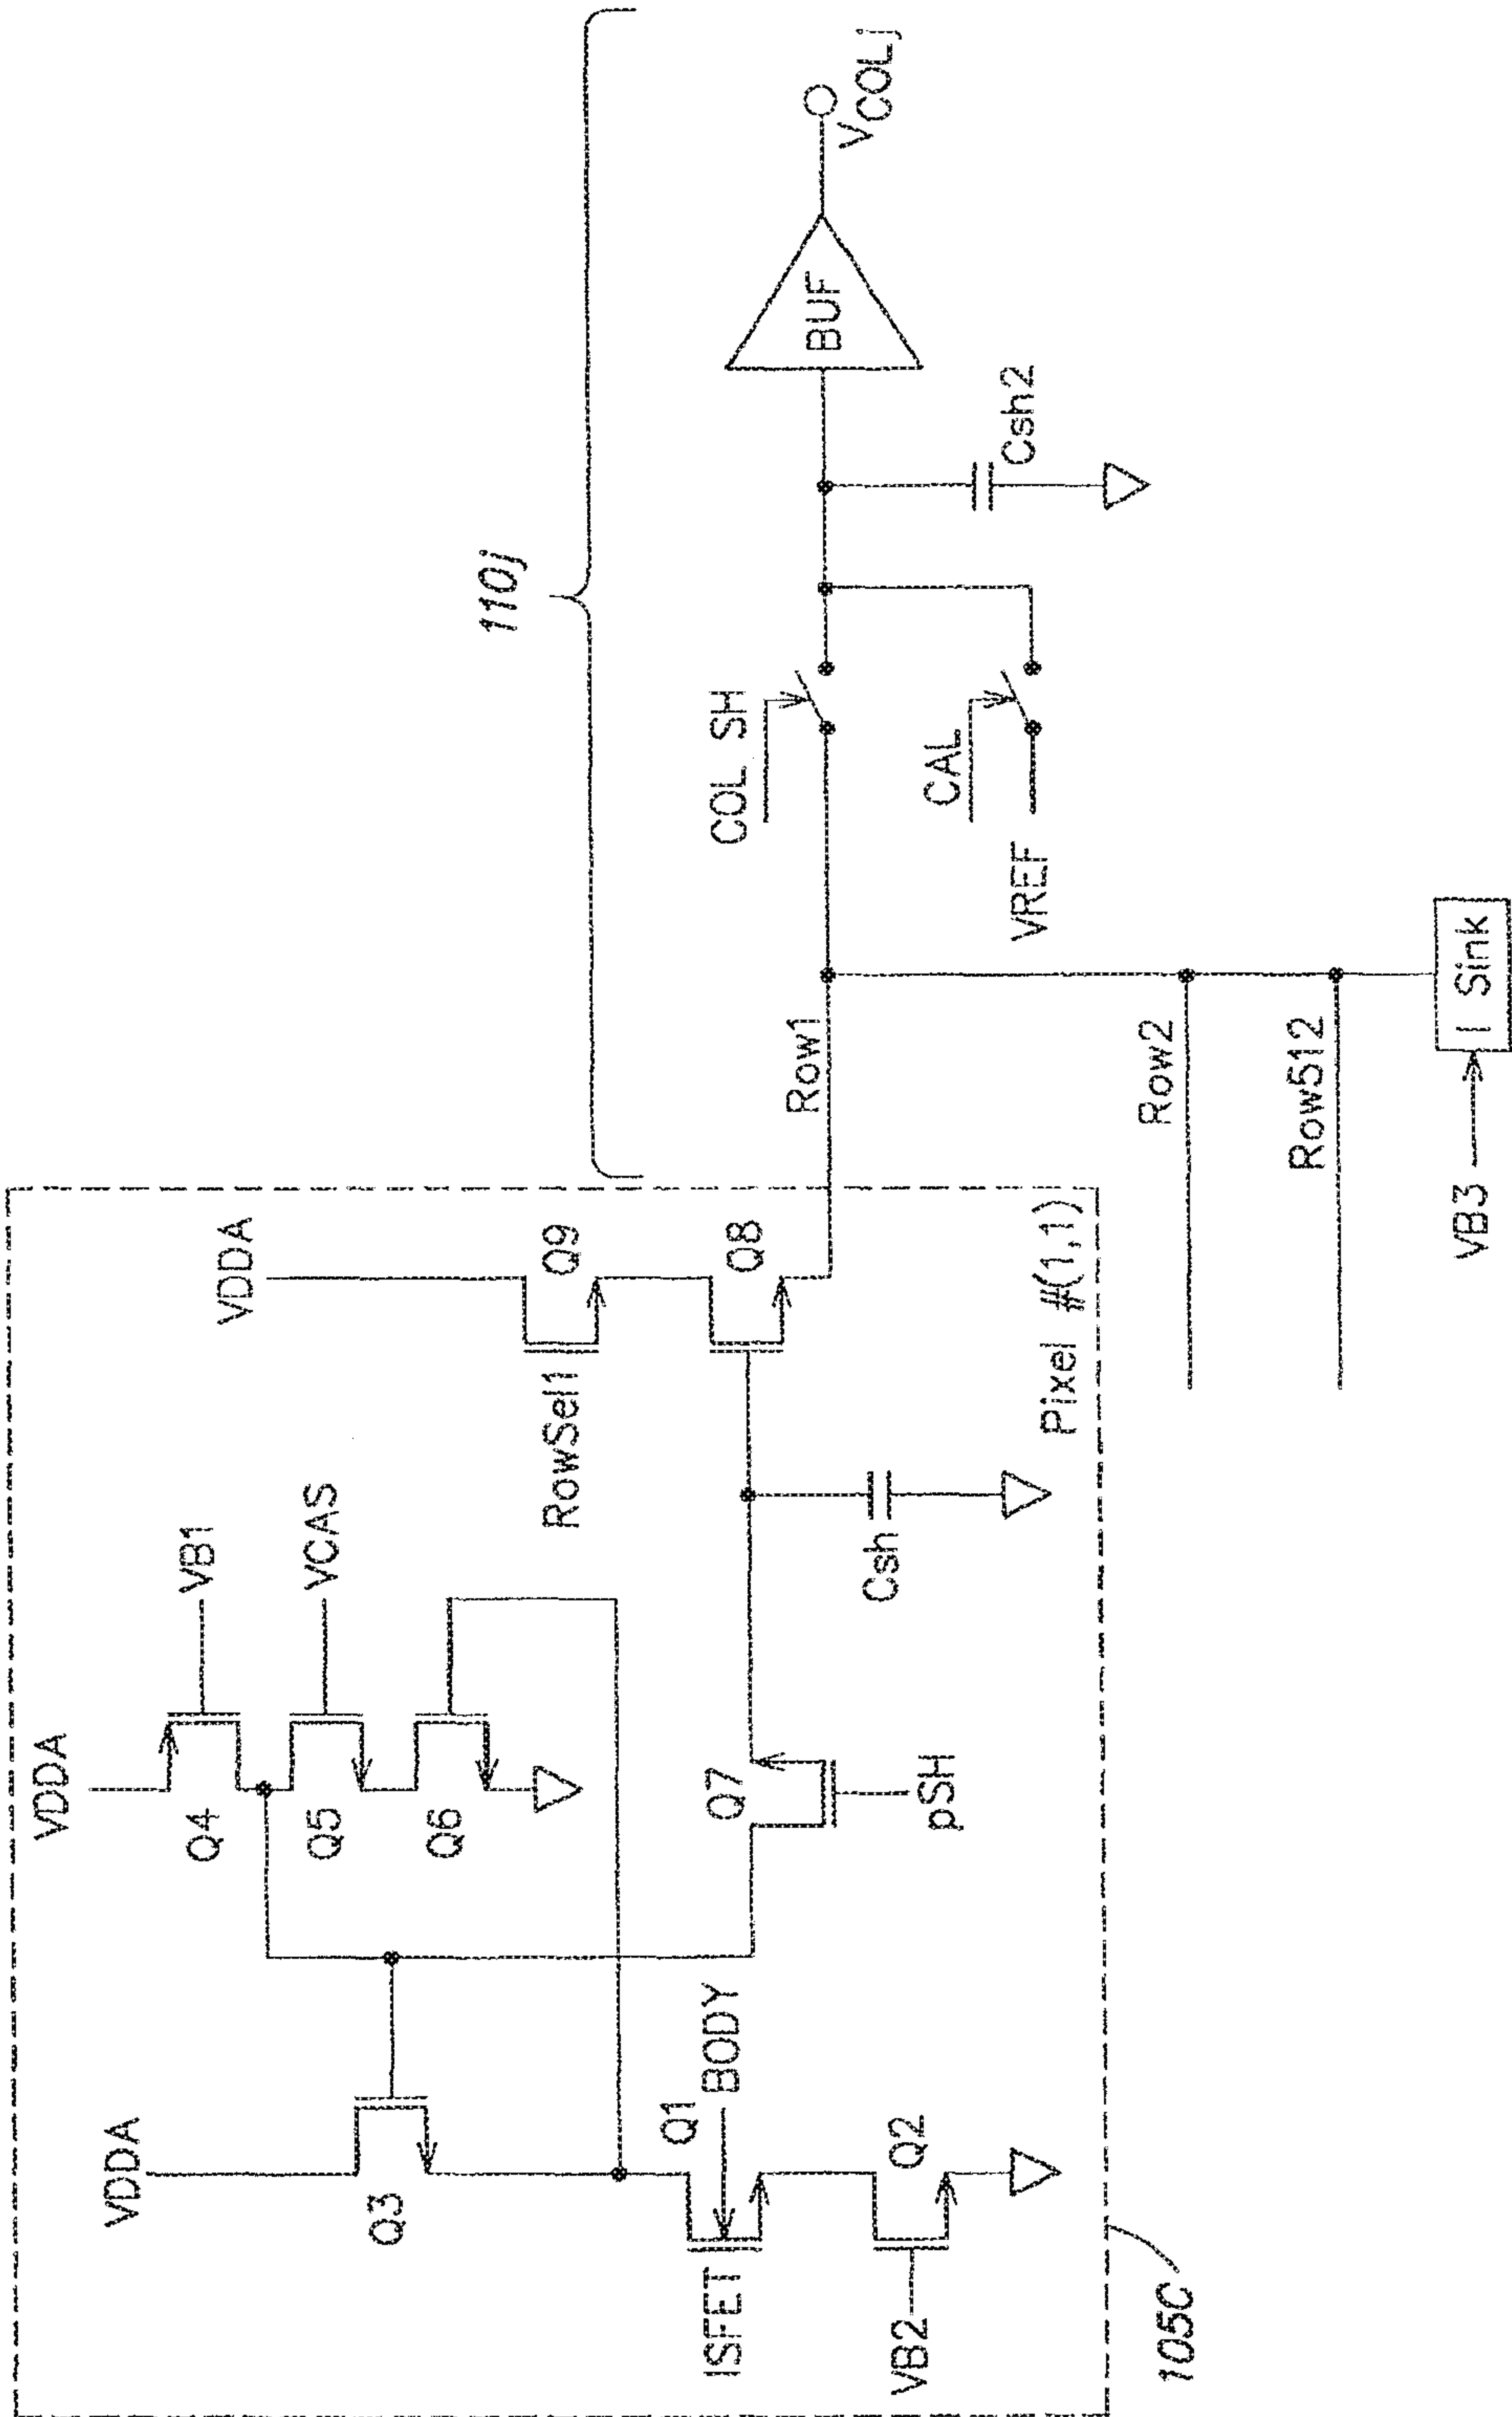 110j
VDDA
VDDA
VB1
Q4
VCAS
Q5
Q6
VDDA
Q9
RowSel1
Q8
Q3
Q7
pSH
Csh
Q1
BODY
ISFET
Q2
VB2
Pixel #(1,1)
105C
Row1
Row2
Row512
VB3
I Sink
COL SH
CAL
VREF
Csh2
BUF
VCOLj